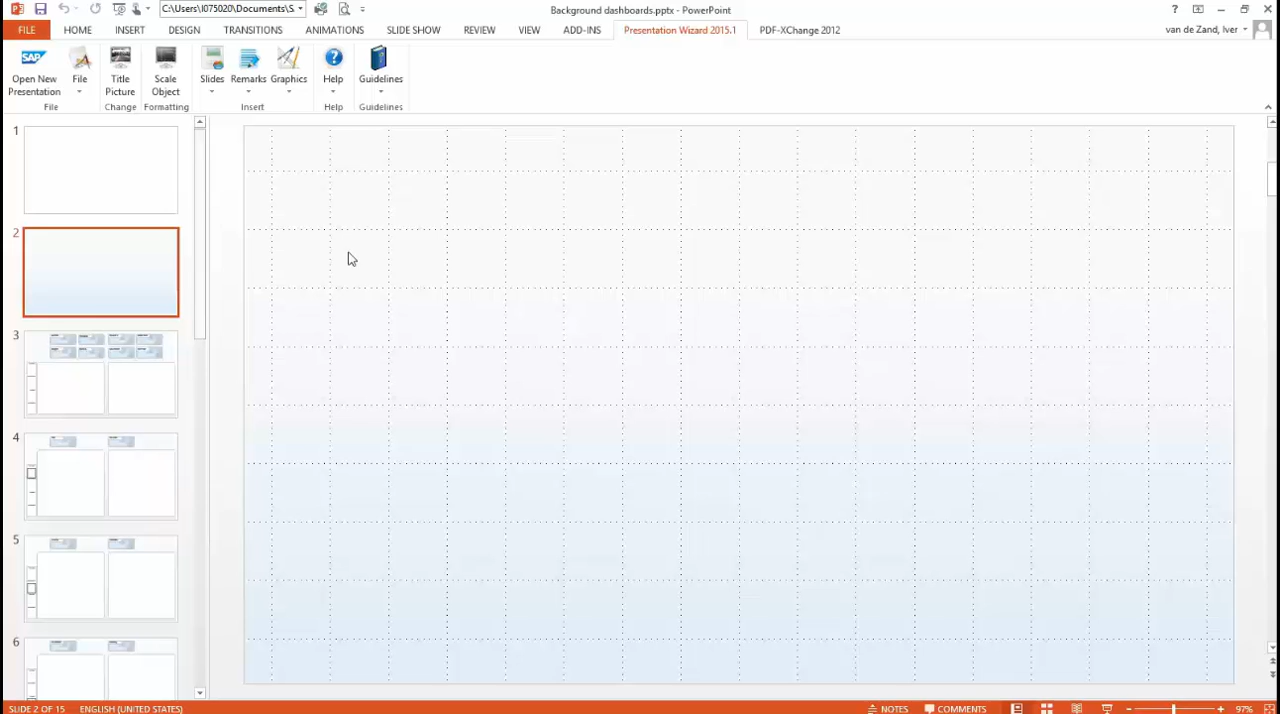 C:\Users\I075020\Documents\S.
Background dashboards.pptx - PowerPoint
?
FILE HOME INSERT DESIGN TRANSITIONS ANIMATIONS SLIDE SHOW REVIEW VIEW ADD-INS Presentation Wizard 2015.1 PDF-XChange 2012 van de Zand, Iver
SAP
Open New Presentation
File
Title Picture
Scale Object
Slides
Remarks
Graphics
Help
Guidelines
File Change Formatting Insert Help Guidelines
1
2
3
4
5
6
SLIDE 2 OF 15 ENGLISH (UNITED STATES) NOTES COMMENTS 97%